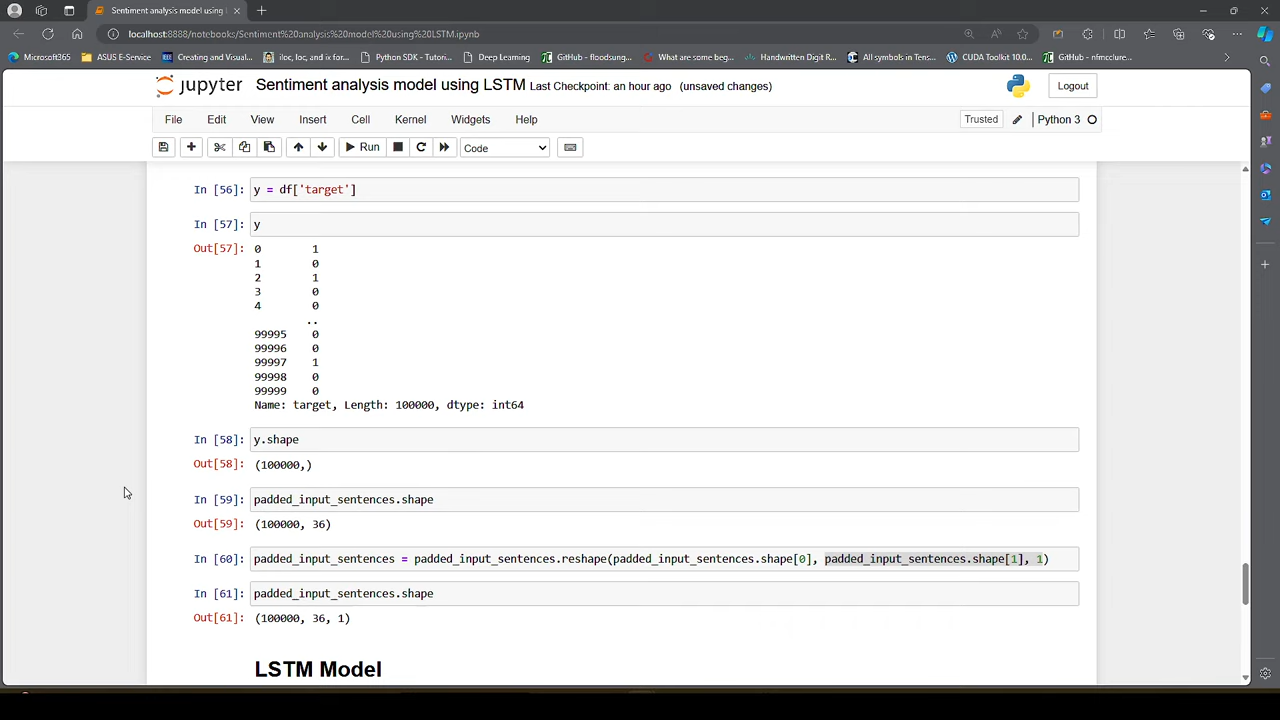 Sentiment analysis model using
localhost:8888/notebooks/Sentiment%20analysis%20model%20using%20LSTM.ipynb
Microsoft365 ASUS E-Service Creating and Visual... iloc, loc, and ix for... Python SDK - Tutori... Deep Learning GitHub - floodsung... What are some beg... Handwritten Digit R... All symbols in Tens... CUDA Toolkit 10.0... GitHub - nfmcclure...
jupyter Sentiment analysis model using LSTM Last Checkpoint: an hour ago (unsaved changes) Logout
File Edit View Insert Cell Kernel Widgets Help Trusted Python 3
Run Code
In [56]: y = df['target']
In [57]: y
Out[57]: 0 1
1 0
2 1
3 0
4 0
..
99995 0
99996 0
99997 1
99998 0
99999 0
Name: target, Length: 100000, dtype: int64
In [58]: y.shape
Out[58]: (100000,)
In [59]: padded_input_sentences.shape
Out[59]: (100000, 36)
In [60]: padded_input_sentences = padded_input_sentences.reshape(padded_input_sentences.shape[0], padded_input_sentences.shape[1], 1)
In [61]: padded_input_sentences.shape
Out[61]: (100000, 36, 1)
LSTM Model